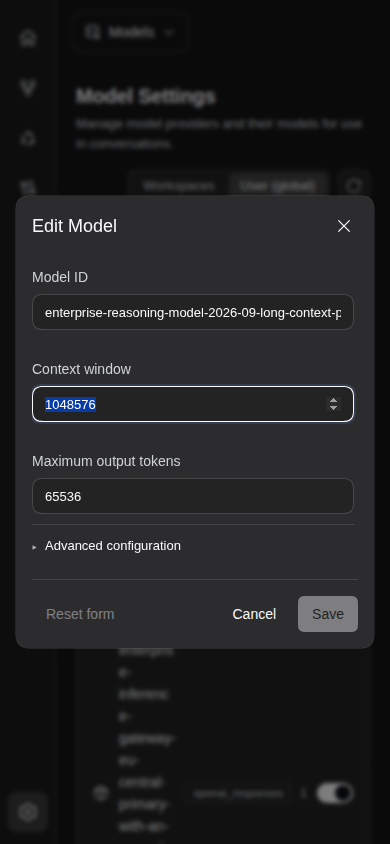 Models
Model Settings
Manage model providers and their models for use
in conversations.
Workspaces User (global)
Edit Model
Model ID
enterprise-reasoning-model-2026-09-long-context-p
Context window
1048576
Maximum output tokens
65536
Advanced configuration
Reset form Cancel Save
e-
inferenc
e-
gateway-
eu-
central-
openai_responses
primary-
with-an-